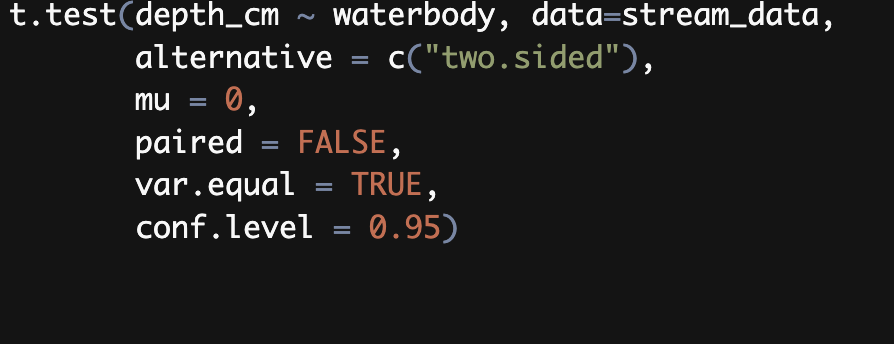 t.test(depth_cm ~ waterbody, data=stream_data,
alternative = c("two.sided"),
mu = 0,
paired = FALSE,
var.equal = TRUE,
conf.level = 0.95)